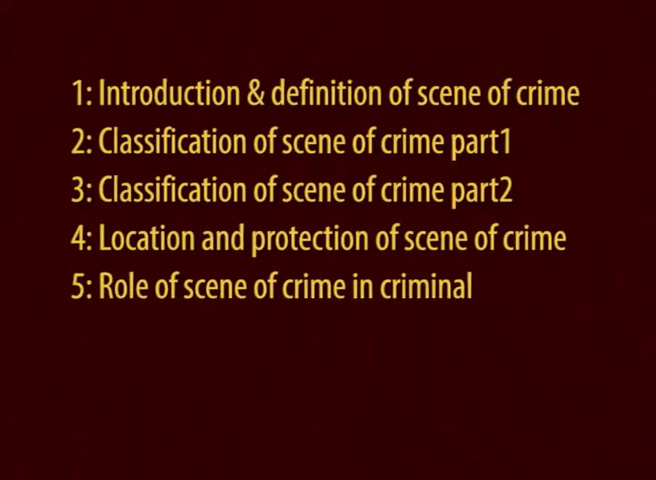 1: Introduction & definition of scene of crime
2: Classification of scene of crime part1
3: Classification of scene of crime part2
4: Location and protection of scene of crime
5: Role of scene of crime in criminal